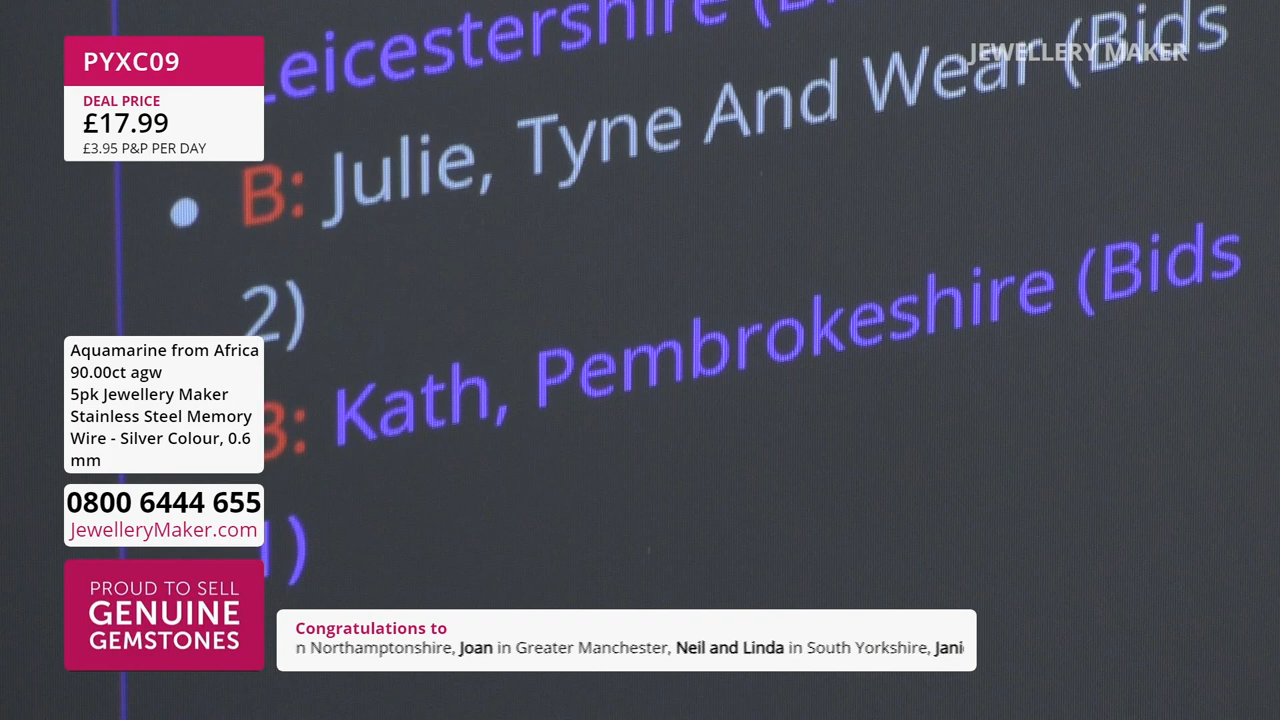 PYXC09
DEAL PRICE
£17.99
£3.95 P&P PER DAY
JEWELLERY MAKER
Leicestershire
B: Julie, Tyne And Wear (Bids
2)
B: Kath, Pembrokeshire (Bids
1)
Aquamarine from Africa
90.00ct agw
5pk Jewellery Maker
Stainless Steel Memory
Wire - Silver Colour, 0.6
mm
0800 6444 655
JewelleryMaker.com
PROUD TO SELL
GENUINE
GEMSTONES
Congratulations to
n Northamptonshire, Joan in Greater Manchester, Neil and Linda in South Yorkshire,